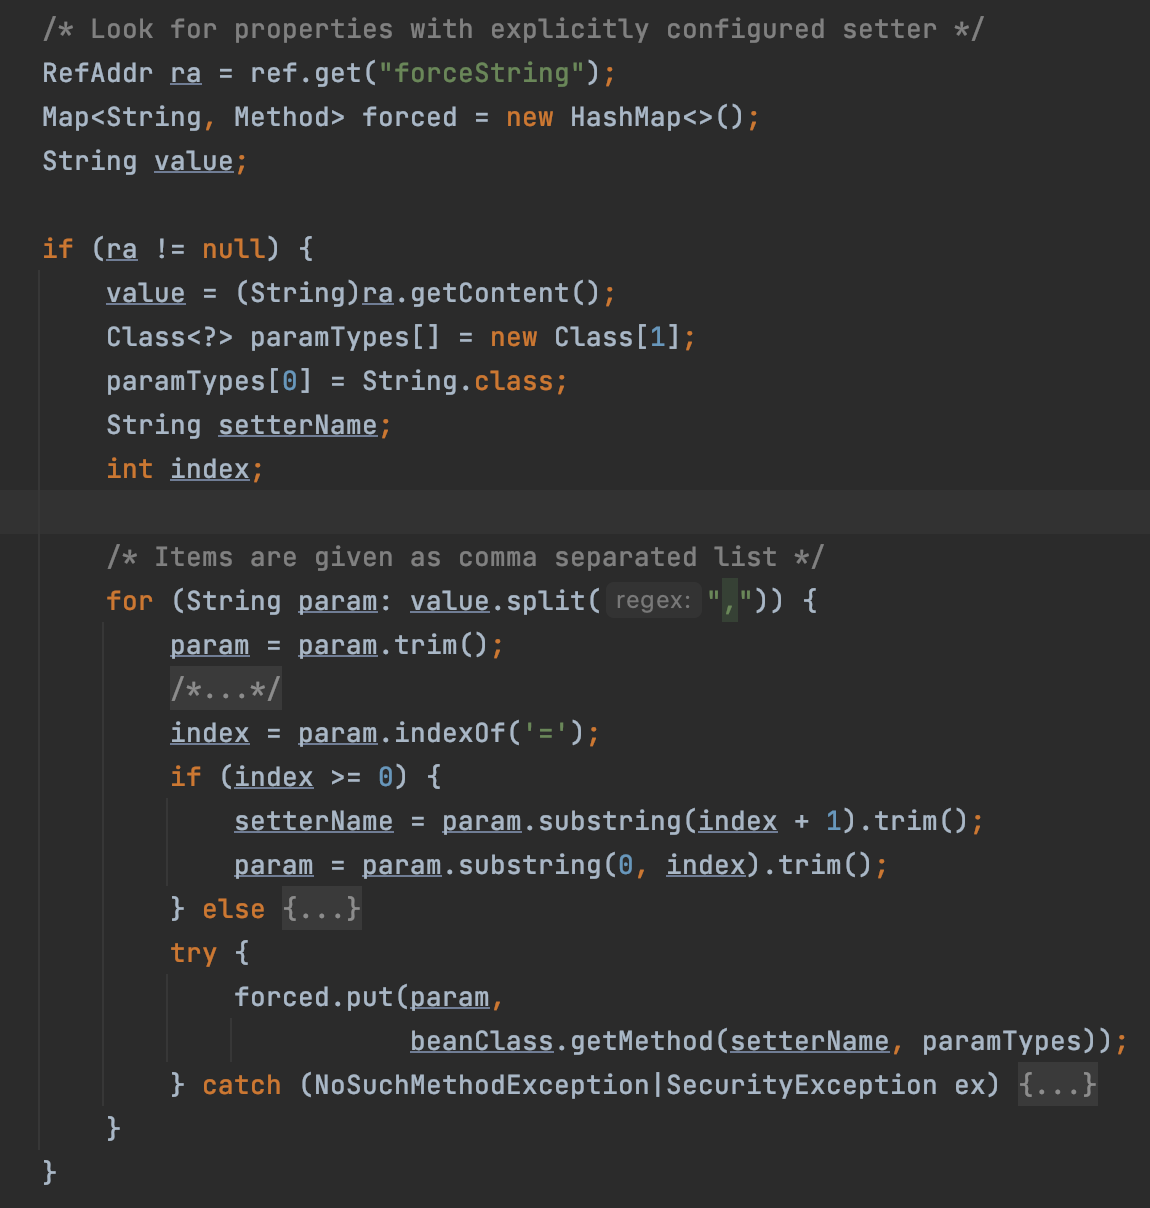 /* Look for properties with explicitly configured setter */
RefAddr ra = ref.get("forceString");
Map<String, Method> forced = new HashMap<>();
String value;
if (ra != null) {
value = (String)ra.getContent();
Class<?> paramTypes[] = new Class[1];
paramTypes[0] = String.class;
String setterName;
int index;
/* Items are given as comma separated list */
for (String param: value.split( regex: ",")) {
param = param.trim();
/*...*/
index = param.indexOf('=');
if (index >= 0) {
setterName = param.substring(index + 1).trim();
param = param.substring(0, index).trim();
} else {...}
try {
forced.put(param,
beanClass.getMethod(setterName, paramTypes));
} catch (NoSuchMethodException|SecurityException ex) {...}
}
}